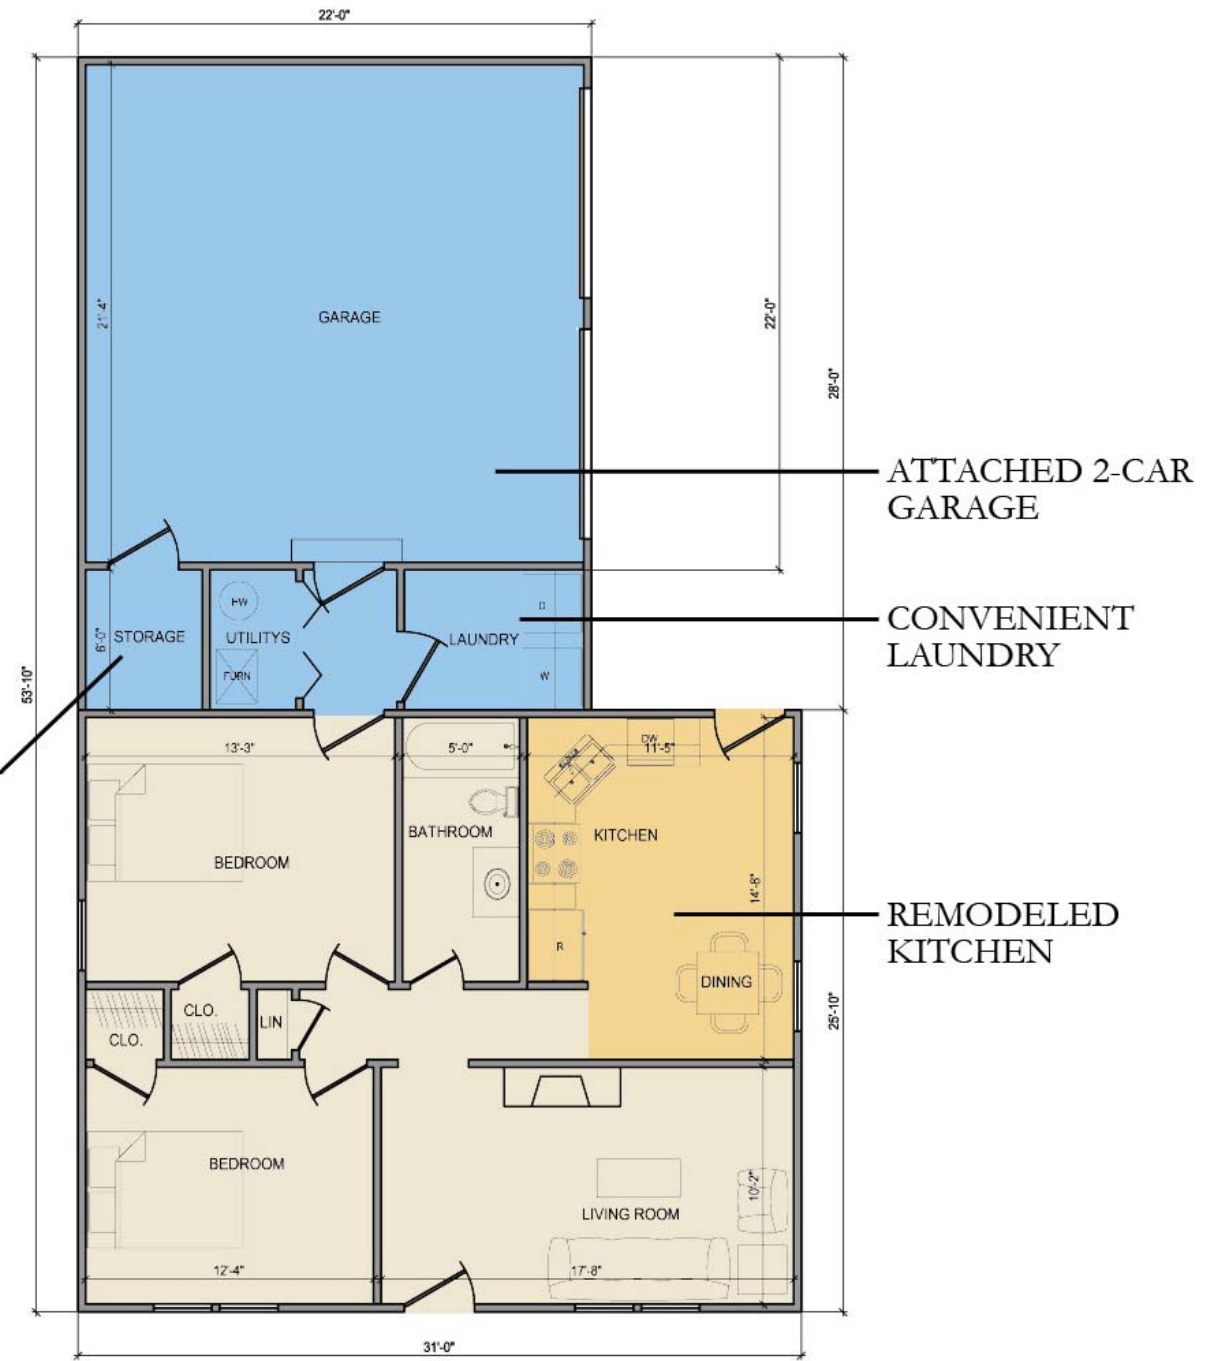 22'-0"
21'-4"
GARAGE
22'-0"
28'-0"
ATTACHED 2-CAR
GARAGE
HW
D
6'-0"
STORAGE
UTILITYS
LAUNDRY
CONVENIENT
LAUNDRY
FURN
W
53'-10"
13'-3"
5'-0"
DW
11'-5"
BATHROOM
KITCHEN
BEDROOM
14'-8"
REMODELED
KITCHEN
R
DINING
CLO.
LIN
CLO.
25'-10"
BEDROOM
10'-2"
LIVING ROOM
12'-4"
17'-8"
31'-0"